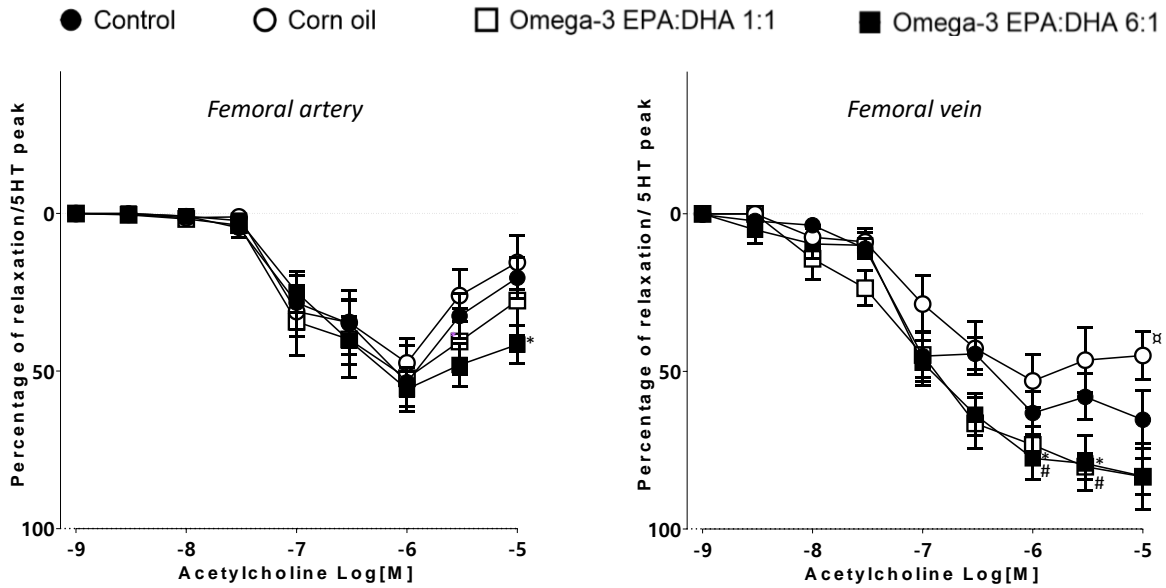 Control Corn oil Omega-3 EPA:DHA 1:1 Omega-3 EPA:DHA 6:1
Femoral artery
Percentage of relaxation/5HT peak
0
50
100
*
-9 -8 -7 -6 -5
Acetylcholine Log[M]
Femoral vein
Percentage of relaxation/ 5HT peak
0
50
100
¤
* *
# #
-9 -8 -7 -6 -5
Acetylcholine Log[M]